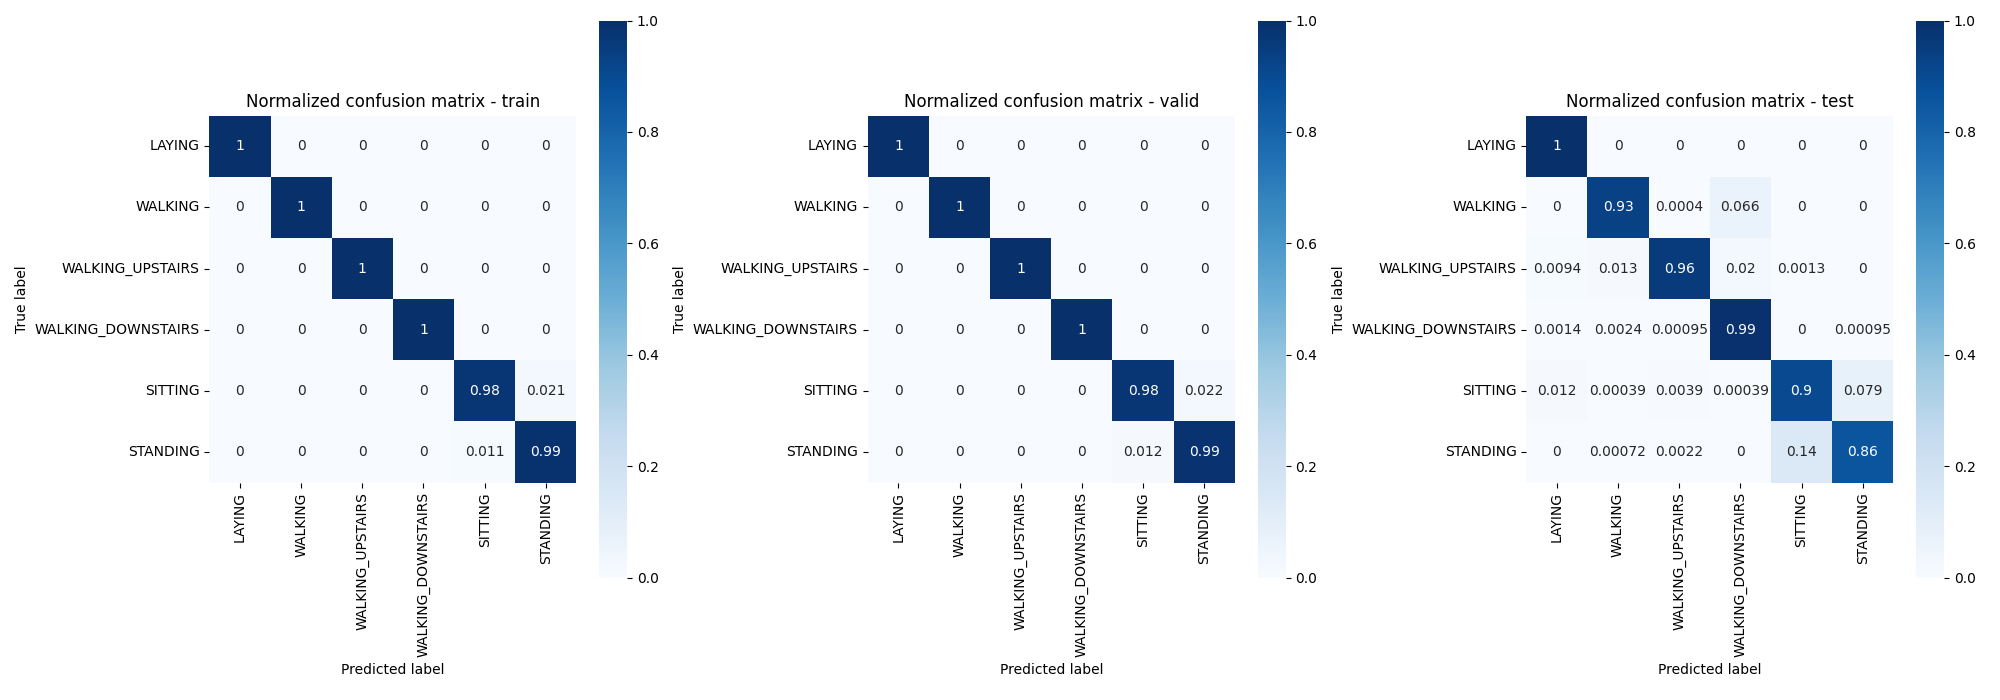 Normalized confusion matrix - train
True label
LAYING 1 0 0 0 0 0
WALKING 0 1 0 0 0 0
WALKING_UPSTAIRS 0 0 1 0 0 0
WALKING_DOWNSTAIRS 0 0 0 1 0 0
SITTING 0 0 0 0 0.98 0.021
STANDING 0 0 0 0 0.011 0.99
LAYING
WALKING
WALKING_UPSTAIRS
WALKING_DOWNSTAIRS
SITTING
STANDING
Predicted label
1.0
0.8
0.6
0.4
0.2
0.0
Normalized confusion matrix - valid
True label
LAYING 1 0 0 0 0 0
WALKING 0 1 0 0 0 0
WALKING_UPSTAIRS 0 0 1 0 0 0
WALKING_DOWNSTAIRS 0 0 0 1 0 0
SITTING 0 0 0 0 0.98 0.022
STANDING 0 0 0 0 0.012 0.99
LAYING
WALKING
WALKING_UPSTAIRS
WALKING_DOWNSTAIRS
SITTING
STANDING
Predicted label
1.0
0.8
0.6
0.4
0.2
0.0
Normalized confusion matrix - test
True label
LAYING 1 0 0 0 0 0
WALKING 0 0.93 0.0004 0.066 0 0
WALKING_UPSTAIRS 0.0094 0.013 0.96 0.02 0.0013 0
WALKING_DOWNSTAIRS 0.0014 0.0024 0.00095 0.99 0 0.00095
SITTING 0.012 0.00039 0.0039 0.00039 0.9 0.079
STANDING 0 0.00072 0.0022 0 0.14 0.86
LAYING
WALKING
WALKING_UPSTAIRS
WALKING_DOWNSTAIRS
SITTING
STANDING
Predicted label
1.0
0.8
0.6
0.4
0.2
0.0